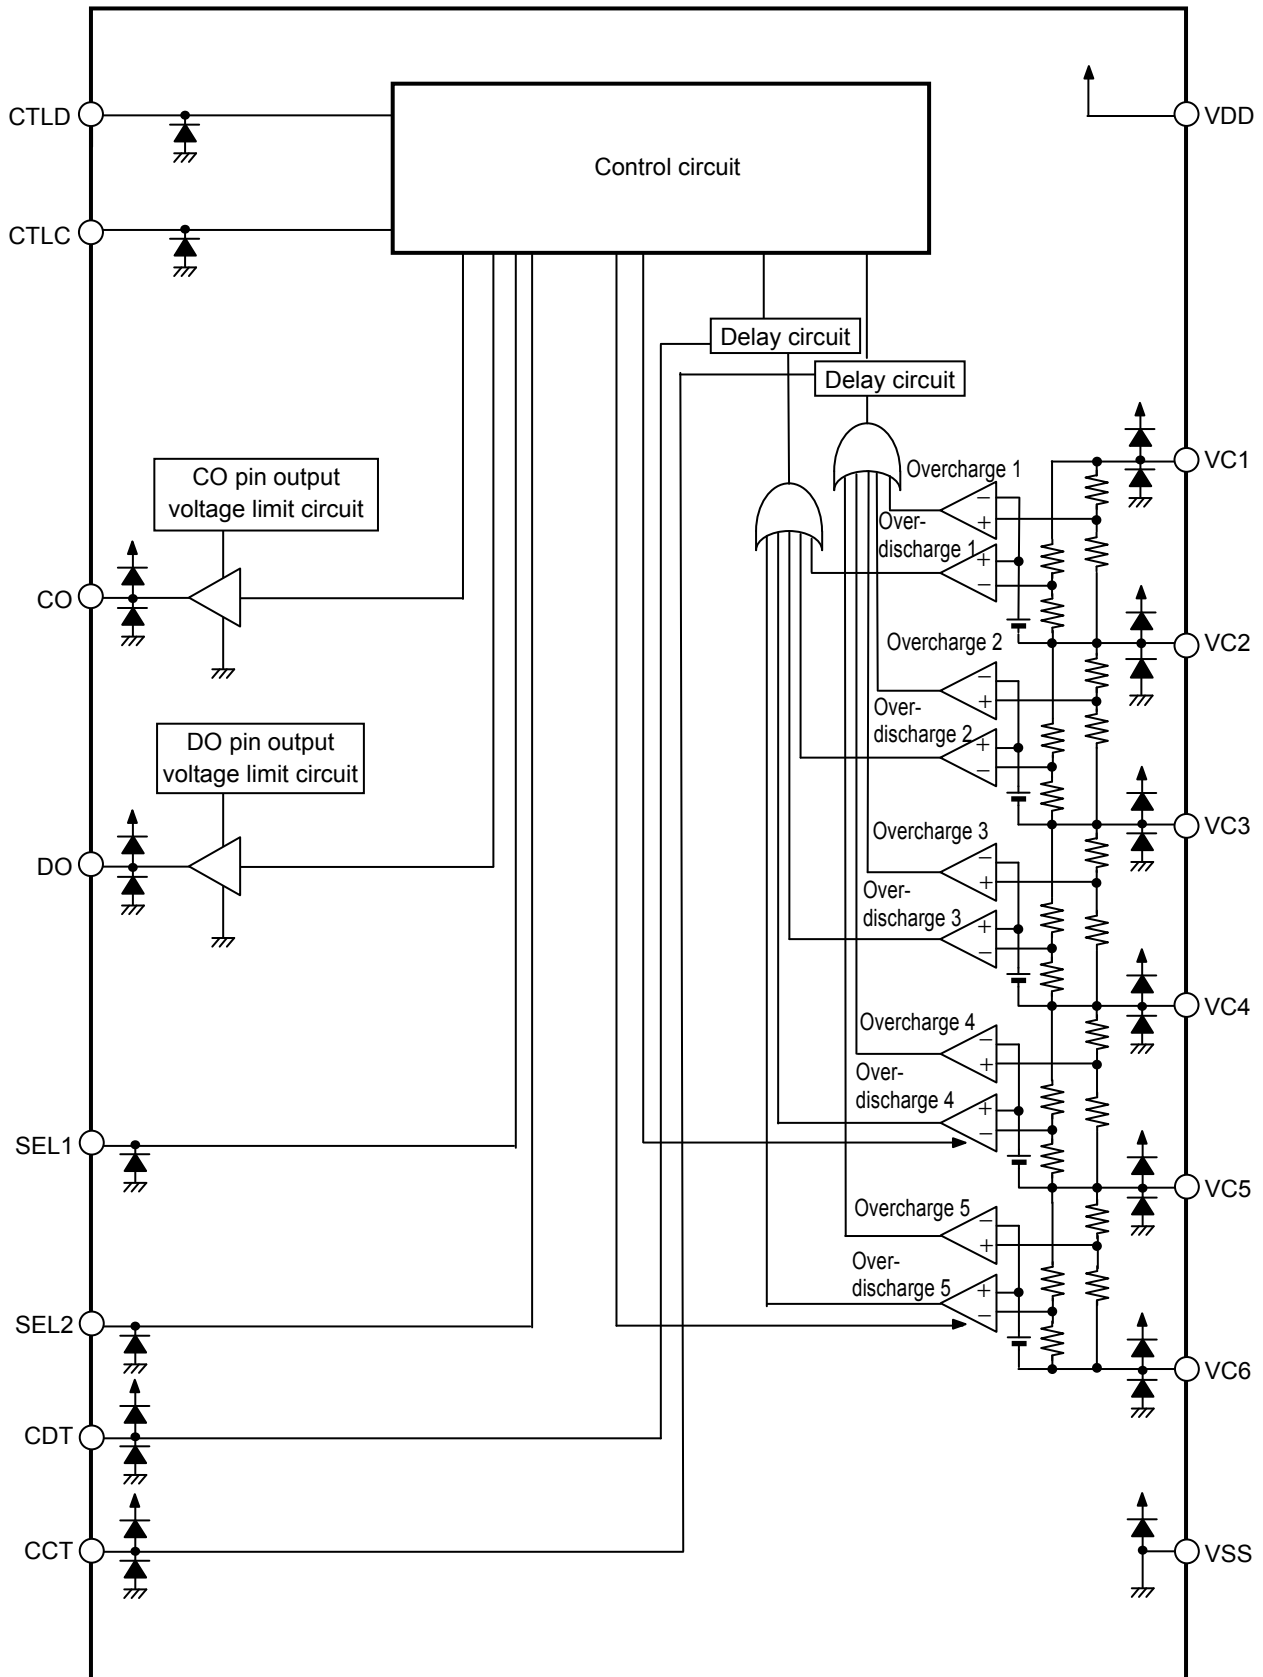 CTLD
Control circuit
VDD
CTLC
Delay circuit
Delay circuit
CO pin output
voltage limit circuit
VC1
Overcharge 1
−
+
Over-
discharge 1
+
−
CO
VC2
Overcharge 2
−
+
Over-
discharge 2
+
−
DO pin output
voltage limit circuit
VC3
Overcharge 3
−
+
DO
Over-
discharge 3
+
−
VC4
Overcharge 4
−
+
Over-
discharge 4
+
−
SEL1
VC5
Overcharge 5
−
+
Over-
discharge 5
+
−
SEL2
VC6
CDT
CCT
VSS